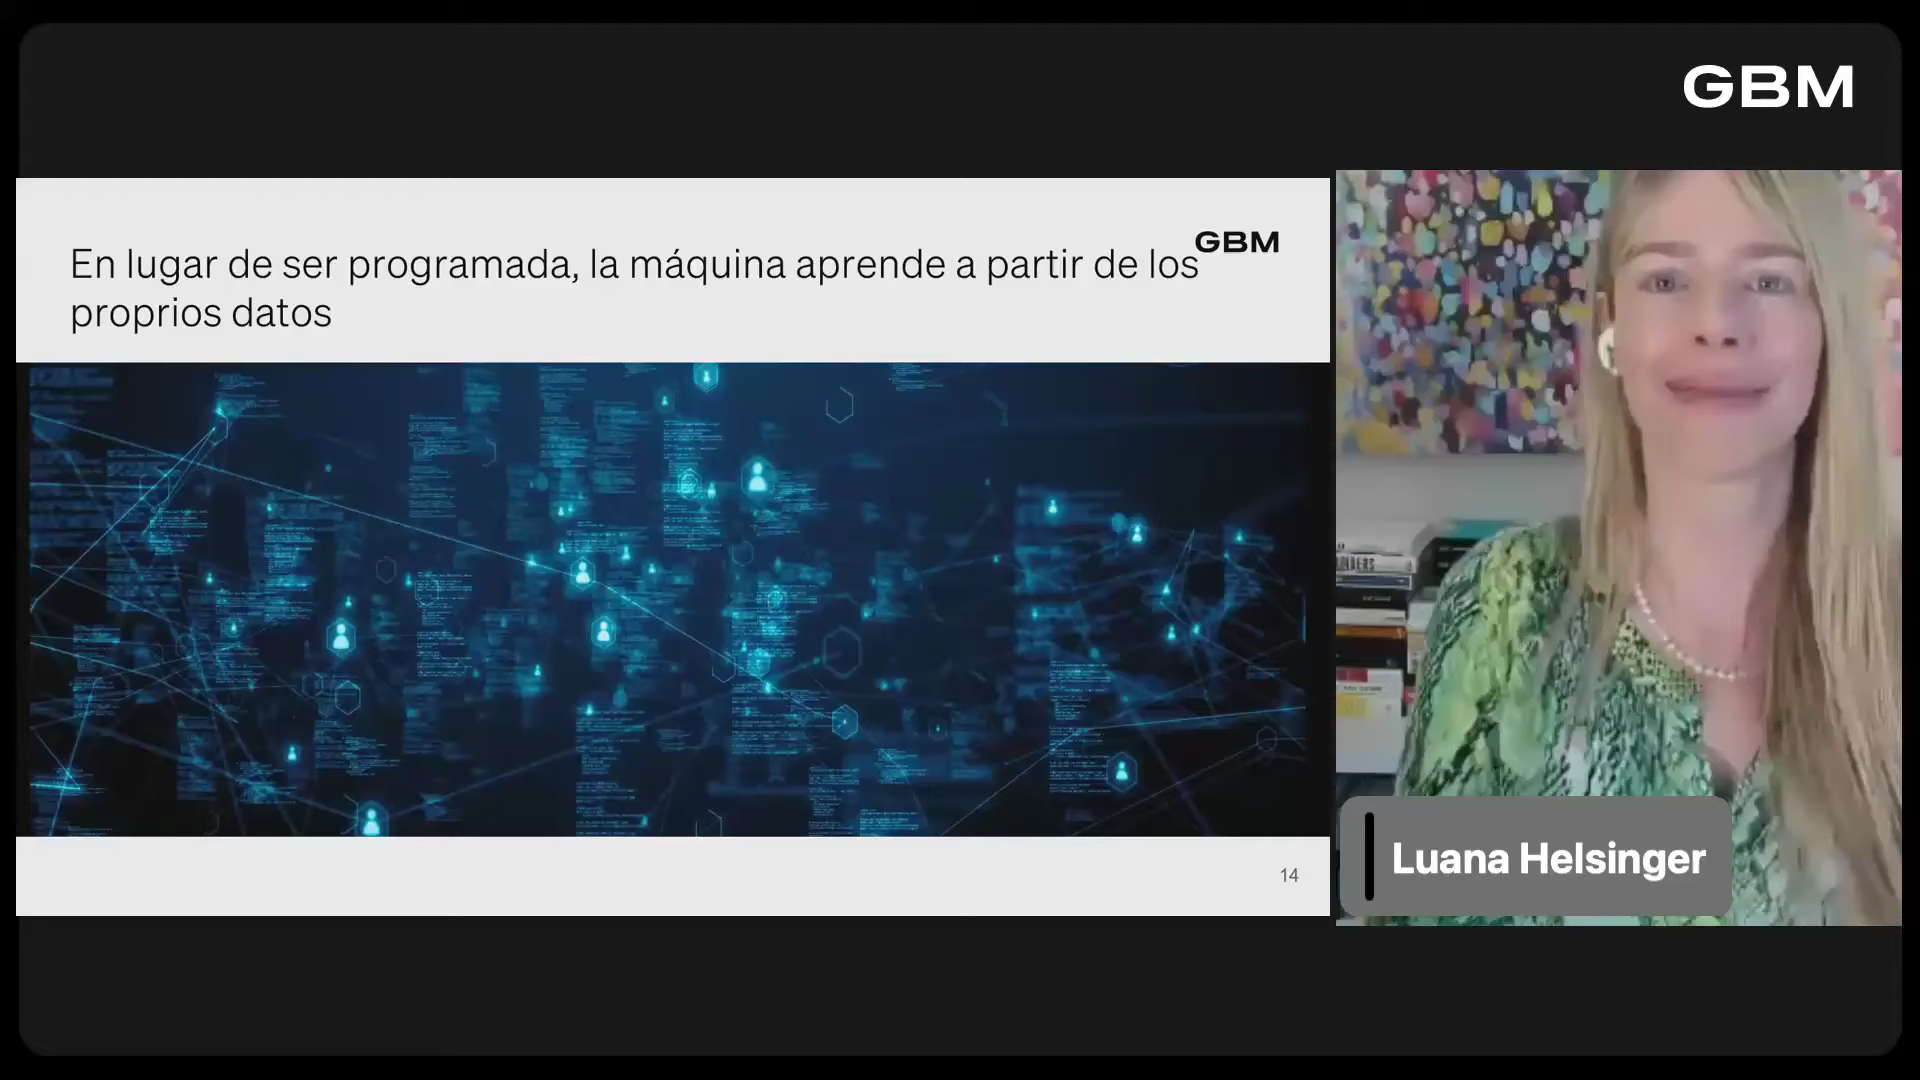 GBM
GBM
En lugar de ser programada, la máquina aprende a partir de los
proprios datos
14
Luana Helsinger